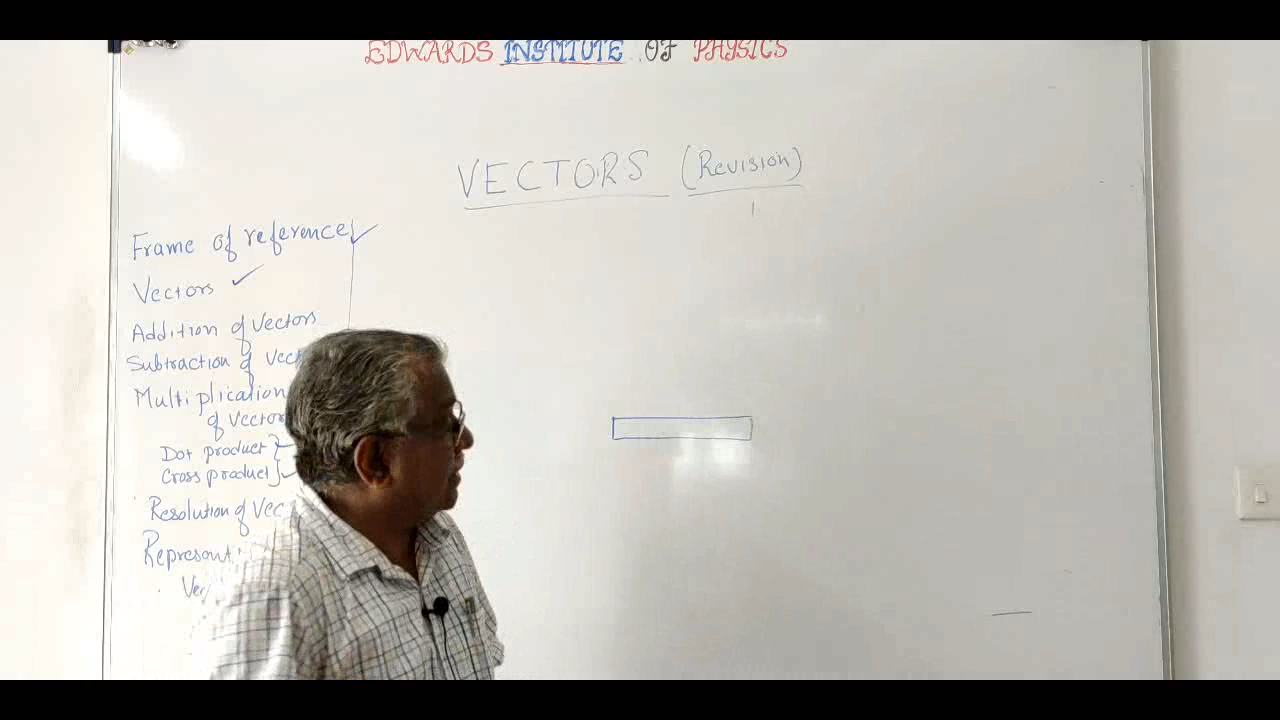 EDWARDS INSTITUTE OF PHYSICS
VECTORS (Revision)
Frame of reference
Vectors
Addition of vectors
Subtraction of
Multiplication
of vector
Dot product
Cross product
Resolution of